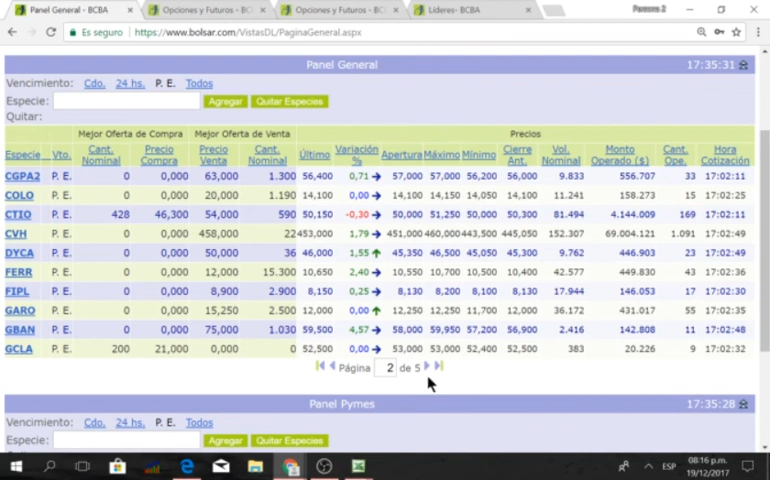 Panel General - BCBA
Opciones y Futuros - BC
Opciones y Futuros - BC
Líderes- BCBA
Persona 2
Es seguro
https://www.bolsar.com/VistasDL/PaginaGeneral.aspx
Panel General 17:35:31
Vencimiento: Cdo. 24 hs. P. E. Todos
Especie: Agregar Quitar Especies
Quitar:
Mejor Oferta de Compra Mejor Oferta de Venta Precios
Especie Vto. Cant. Nominal Precio Compra Precio Venta Cant. Nominal Último Variación % Apertura Máximo Mínimo Cierre Ant. Vol. Nominal Monto Operado ($) Cant. Ope. Hora Cotización
CGPA2 P. E. 0 0,000 63,000 1.300 56,400 0,71 57,000 57,000 56,200 56,000 9.833 556.707 33 17:02:11
COLO P. E. 0 0,000 20,000 1.190 14,100 0,00 14,100 14,150 14,050 14,100 11.241 158.273 15 17:02:25
CTIO P. E. 428 46,300 54,000 590 50,150 -0,30 50,000 51,250 50,000 50,300 81.494 4.144.009 169 17:02:11
CVH P. E. 0 0,000 458,000 22 453,000 1,79 451,000 460,000 443,500 445,050 152.307 69.004.121 1.091 17:02:49
DYCA P. E. 0 0,000 50,000 36 46,000 1,55 45,350 46,500 45,050 45,300 9.762 446.903 23 17:02:49
FERR P. E. 0 0,000 12,000 15.300 10,650 2,40 10,550 10,700 10,500 10,400 42.577 449.830 43 17:02:36
FIPL P. E. 0 0,000 8,900 2.900 8,150 0,25 8,130 8,200 8,100 8,130 17.944 146.053 17 17:02:30
GARO P. E. 0 0,000 15,250 2.500 12,000 0,00 12,250 12,250 11,700 12,000 36.172 431.017 55 17:02:35
GBAN P. E. 0 0,000 75,000 1.030 59,500 4,57 58,000 59,950 57,200 56,900 2.416 142.808 11 17:02:48
GCLA P. E. 200 21,000 0,000 0 52,500 0,00 53,000 53,000 52,400 52,500 383 20.226 9 17:02:32
Página 2 de 5
Panel Pymes 17:35:28
Vencimiento: Cdo. 24 hs. P. E. Todos
Especie: Agregar Quitar Especies
ESP
08:16 p.m.
19/12/2017